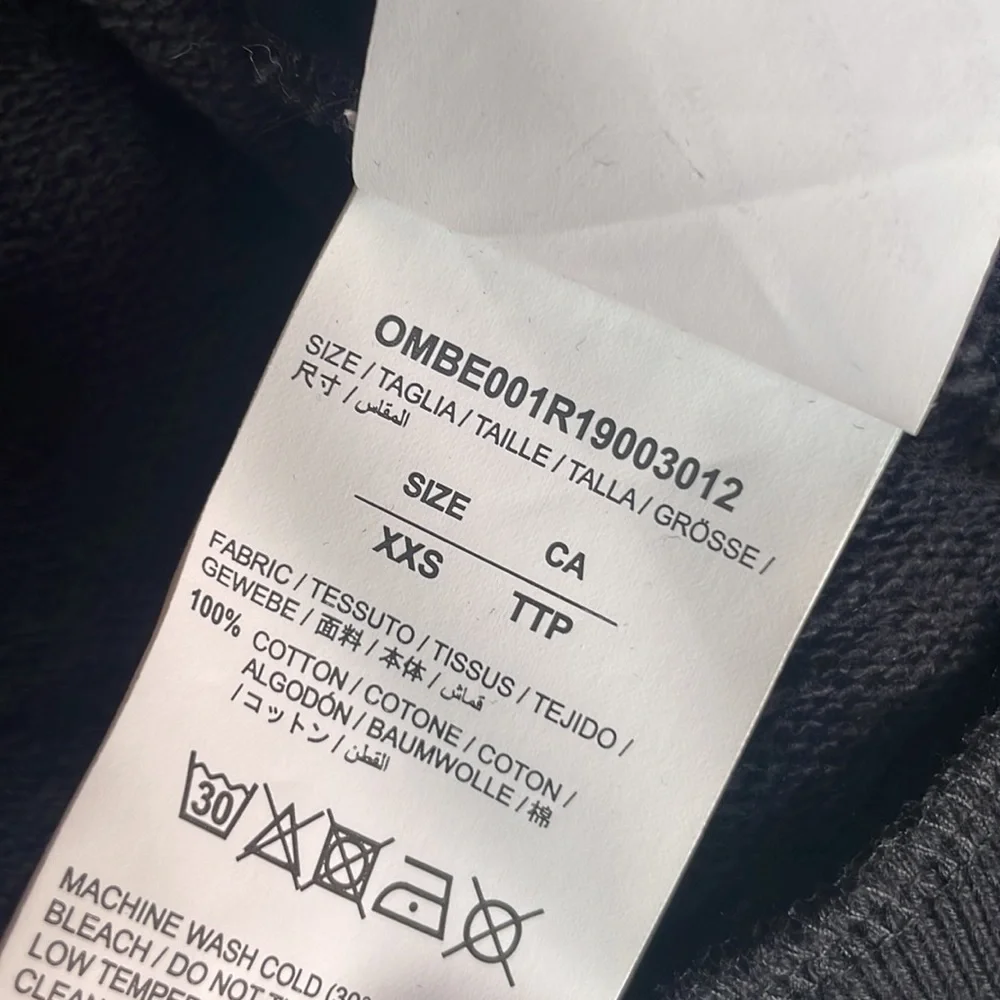 OMBE001R19003012
SIZE / TAGLIA / TAILLE / TALLA / GRÖSSE /
尺寸 / المقاس
SIZE CA
XXS TTP
FABRIC / TESSUTO / TISSUS / TEJIDO /
GEWEBE / 面料 / 本体 / قماش
100% COTTON / COTONE / COTON /
ALGODÓN / BAUMWOLLE / 棉
/ コットン / القطن
30
MACHINE WASH COLD (30°
BLEACH / DO NOT
LOW
CLEAN